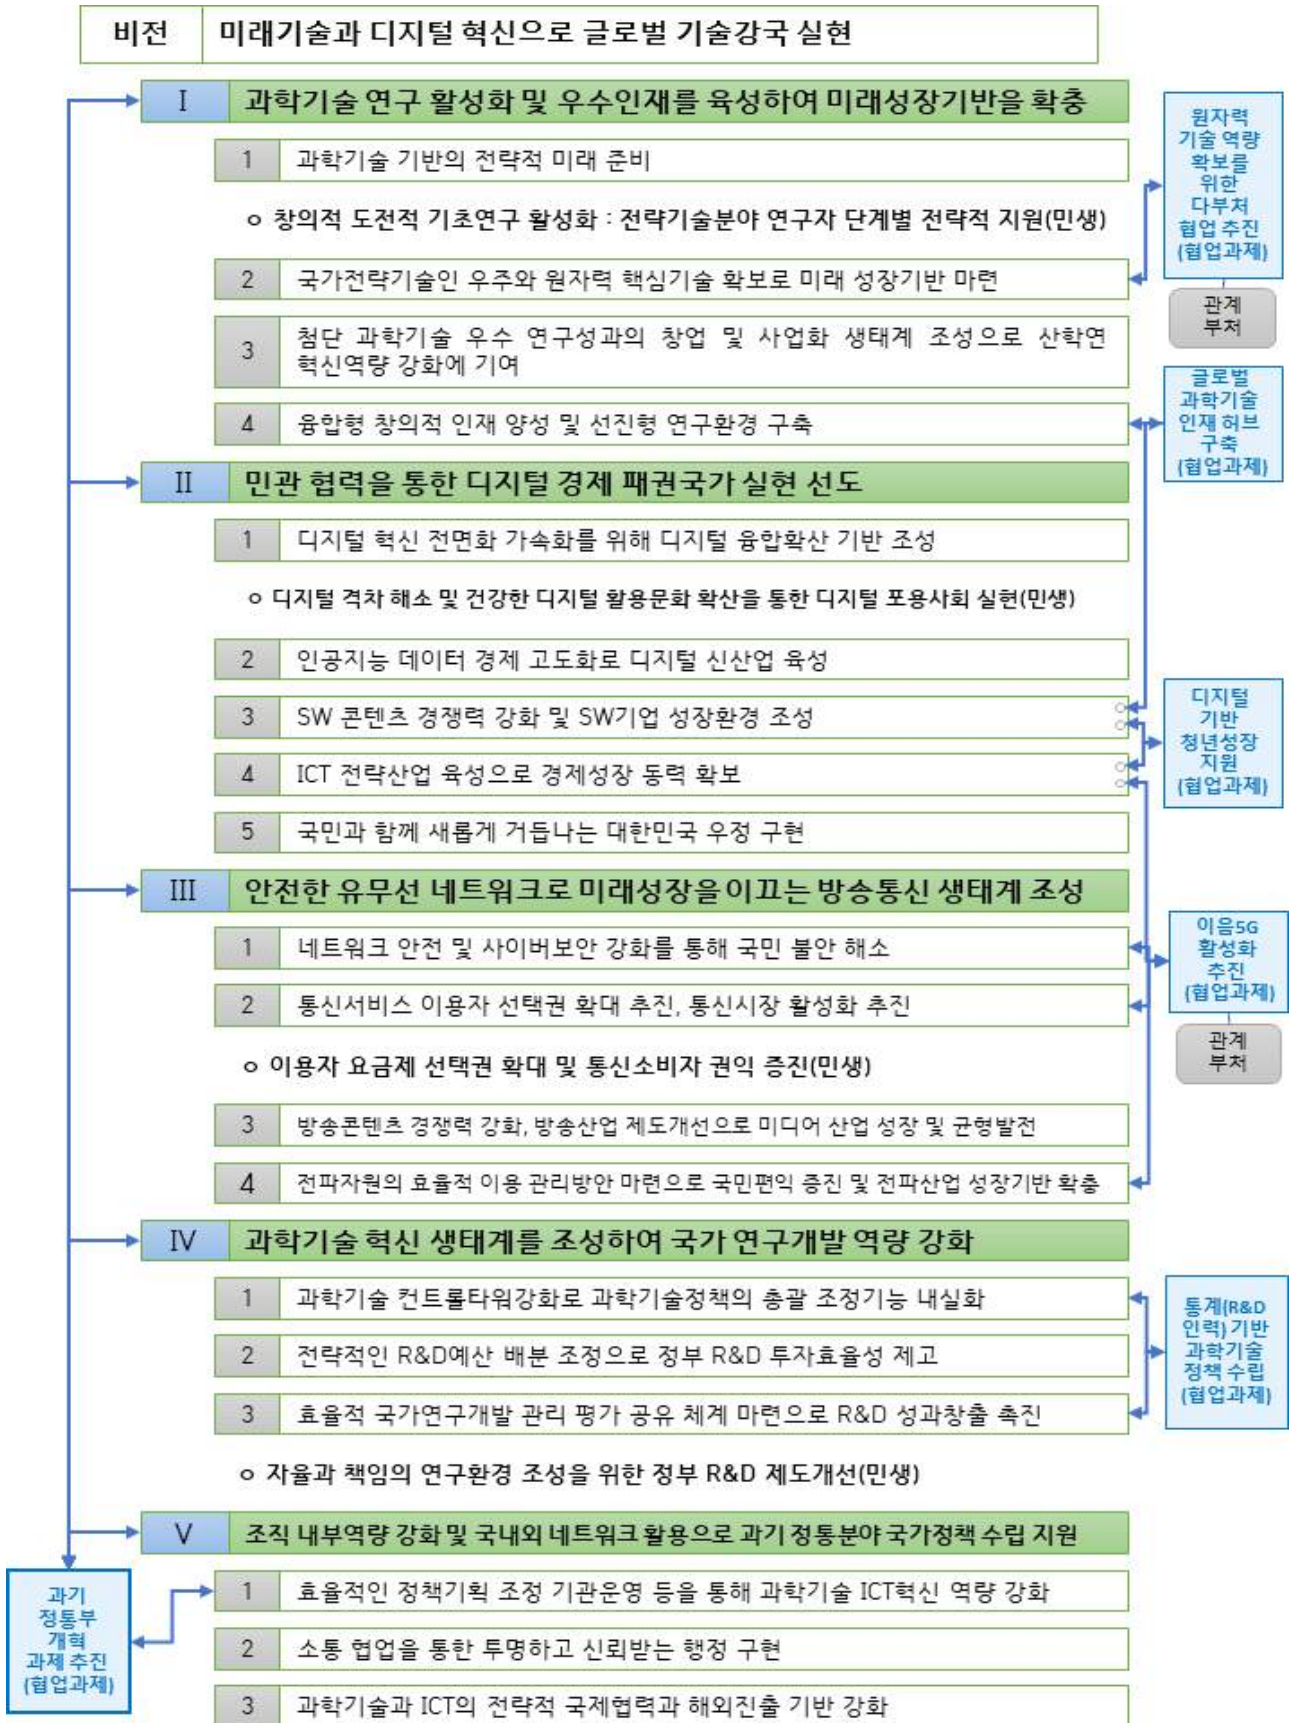 비전 미래기술과 디지털 혁신으로 글로벌 기술강국 실현
I 과학기술 연구 활성화 및 우수인재를 육성하여 미래성장기반을 확충
1 과학기술 기반의 전략적 미래 준비
ㅇ 창의적 도전적 기초연구 활성화 : 전략기술분야 연구자 단계별 전략적 지원(민생)
2 국가전략기술인 우주와 원자력 핵심기술 확보로 미래 성장기반 마련
3 첨단 과학기술 우수 연구성과의 창업 및 사업화 생태계 조성으로 산학연
혁신역량 강화에 기여
4 융합형 창의적 인재 양성 및 선진형 연구환경 구축
원자력
기술 역량
확보를
위한
다부처
협업 추진
(협업과제)
관계
부처
글로벌
과학기술
인재 허브
구축
(협업과제)
II 민관 협력을 통한 디지털 경제 패권국가 실현 선도
1 디지털 혁신 전면화 가속화를 위해 디지털 융합확산 기반 조성
ㅇ 디지털 격차 해소 및 건강한 디지털 활용문화 확산을 통한 디지털 포용사회 실현(민생)
2 인공지능 데이터 경제 고도화로 디지털 신산업 육성
3 SW 콘텐츠 경쟁력 강화 및 SW기업 성장환경 조성
4 ICT 전략산업 육성으로 경제성장 동력 확보
5 국민과 함께 새롭게 거듭나는 대한민국 우정 구현
디지털
기반
청년성장
지원
(협업과제)
III 안전한 유무선 네트워크로 미래성장을 이끄는 방송통신 생태계 조성
1 네트워크 안전 및 사이버보안 강화를 통해 국민 불안 해소
2 통신서비스 이용자 선택권 확대 추진, 통신시장 활성화 추진
ㅇ 이용자 요금제 선택권 확대 및 통신소비자 권익 증진(민생)
3 방송콘텐츠 경쟁력 강화, 방송산업 제도개선으로 미디어 산업 성장 및 균형발전
4 전파자원의 효율적 이용 관리방안 마련으로 국민편익 증진 및 전파산업 성장기반 확충
이음5G
활성화
추진
(협업과제)
관계
부처
IV 과학기술 혁신 생태계를 조성하여 국가 연구개발 역량 강화
1 과학기술 컨트롤타워강화로 과학기술정책의 총괄 조정기능 내실화
2 전략적인 R&D예산 배분 조정으로 정부 R&D 투자효율성 제고
3 효율적 국가연구개발 관리 평가 공유 체계 마련으로 R&D 성과창출 촉진
ㅇ 자율과 책임의 연구환경 조성을 위한 정부 R&D 제도개선(민생)
통계(R&D
인력) 기반
과학기술
정책 수립
(협업과제)
V 조직 내부역량 강화 및 국내외 네트워크 활용으로 과기 정통분야 국가정책 수립 지원
1 효율적인 정책기획 조정 기관운영 등을 통해 과학기술 ICT혁신 역량 강화
2 소통 협업을 통한 투명하고 신뢰받는 행정 구현
3 과학기술과 ICT의 전략적 국제협력과 해외진출 기반 강화
과기
정통부
개혁
과제 추진
(협업과제)